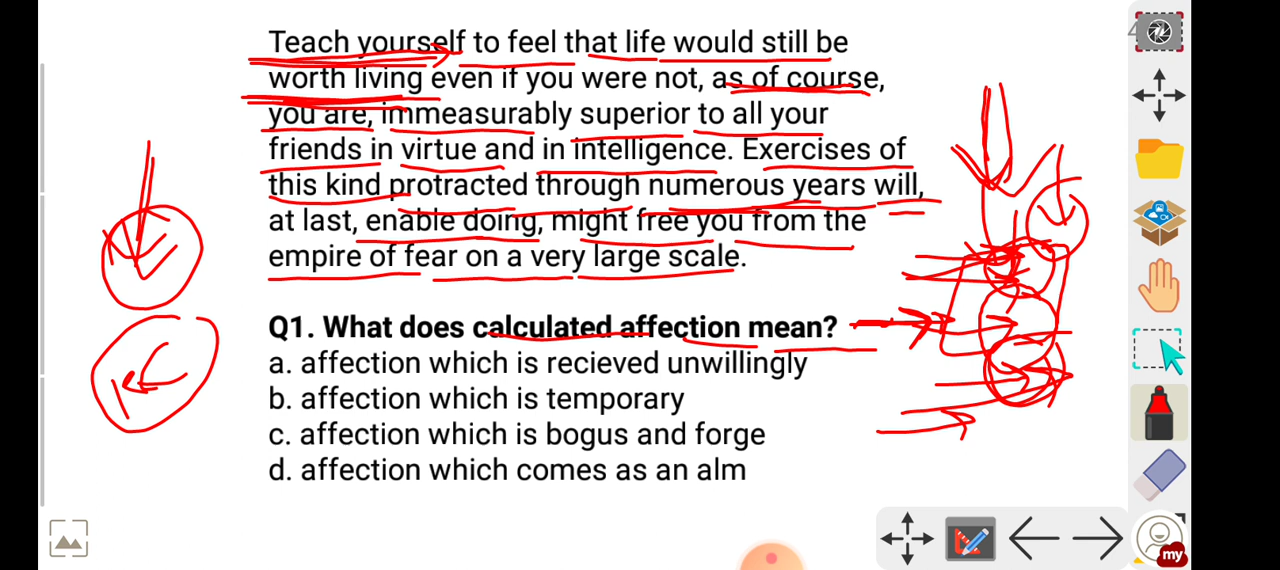 Teach yourself to feel that life would still be
worth living even if you were not, as of course,
you are, immeasurably superior to all your
friends in virtue and in intelligence. Exercises of
this kind protracted through numerous years will,
at last, enable doing, might free you from the
empire of fear on a very large scale.
Q1. What does calculated affection mean?
a. affection which is recieved unwillingly
b. affection which is temporary
c. affection which is bogus and forge
d. affection which comes as an alm
my